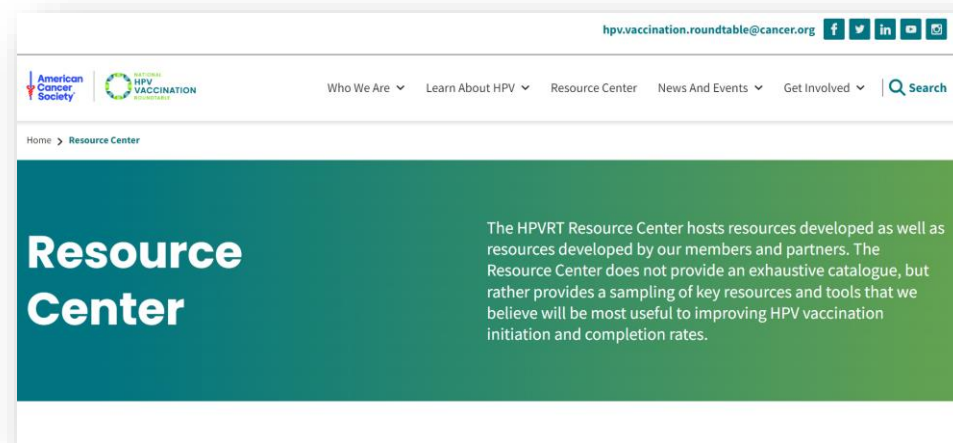 hpv.vaccination.roundtable@cancer.org
American
Cancer
Society
NATIONAL
HPV
VACCINATION
ROUNDTABLE
Who We Are
Learn About HPV
Resource Center
News And Events
Get Involved
Search
Home > Resource Center
Resource
Center
The HPVRT Resource Center hosts resources developed as well as
resources developed by our members and partners. The
Resource Center does not provide an exhaustive catalogue, but
rather provides a sampling of key resources and tools that we
believe will be most useful to improving HPV vaccination
initiation and completion rates.